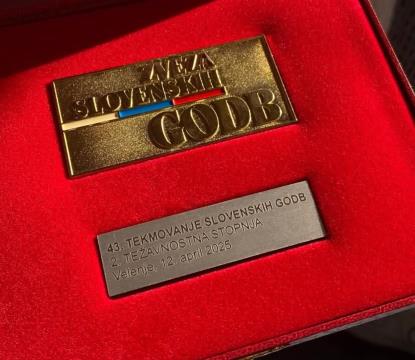 ZVEZA
SLOVENSKIH
GODB
43. TEKMOVANJE SLOVENSKIH GODB
2. TEŽAVNOSTNA STOPNJA
Velenje, 12. april 2025